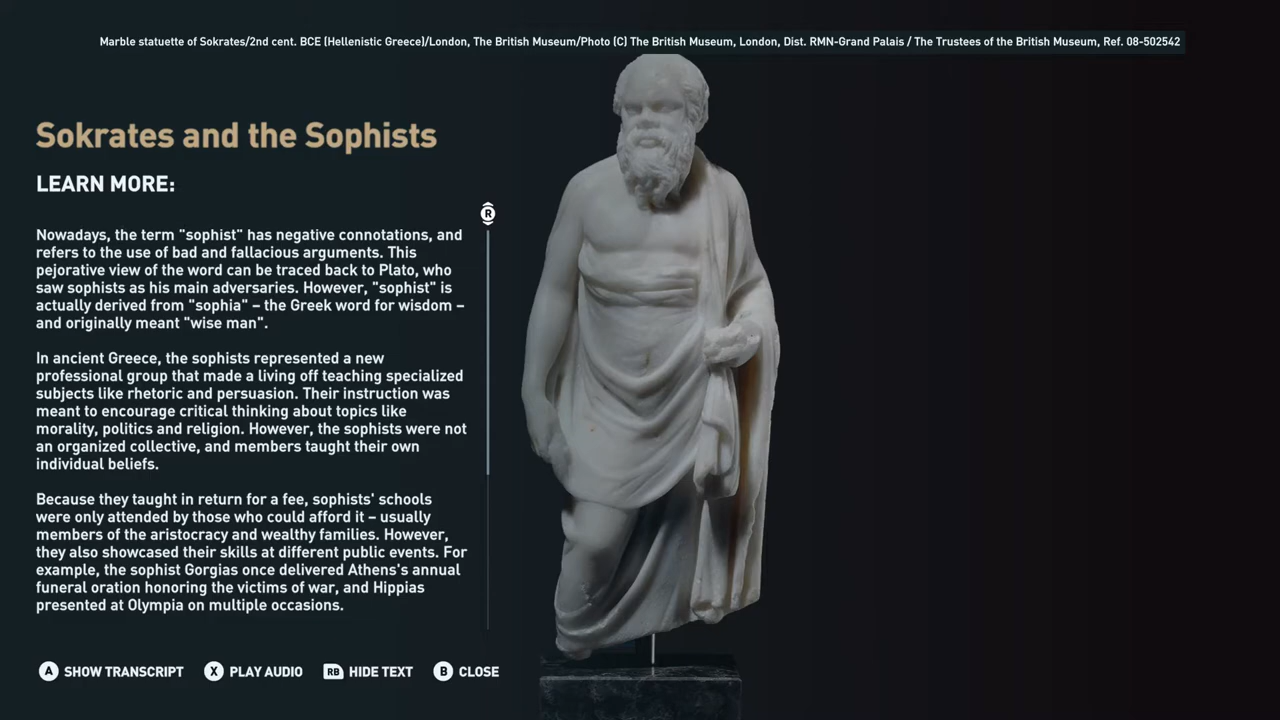 Marble statuette of Sokrates/2nd cent. BCE (Hellenistic Greece)/London, The British Museum/Photo (C) The British Museum, London, Dist. RMN-Grand Palais / The Trustees of the British Museum, Ref. 08-502542
Sokrates and the Sophists
LEARN MORE:
R
Nowadays, the term "sophist" has negative connotations, and
refers to the use of bad and fallacious arguments. This
pejorative view of the word can be traced back to Plato, who
saw sophists as his main adversaries. However, "sophist" is
actually derived from "sophia" – the Greek word for wisdom –
and originally meant "wise man".
In ancient Greece, the sophists represented a new
professional group that made a living off teaching specialized
subjects like rhetoric and persuasion. Their instruction was
meant to encourage critical thinking about topics like
morality, politics and religion. However, the sophists were not
an organized collective, and members taught their own
individual beliefs.
Because they taught in return for a fee, sophists' schools
were only attended by those who could afford it – usually
members of the aristocracy and wealthy families. However,
they also showcased their skills at different public events. For
example, the sophist Gorgias once delivered Athens's annual
funeral oration honoring the victims of war, and Hippias
presented at Olympia on multiple occasions.
A SHOW TRANSCRIPT X PLAY AUDIO RB HIDE TEXT B CLOSE